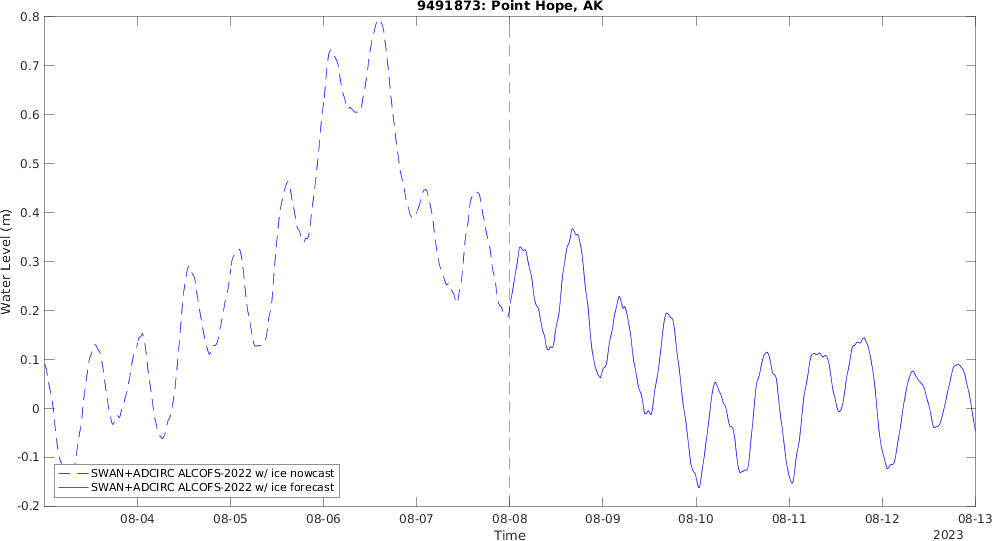 9491873: Point Hope, AK
0.8
0.7
0.6
0.5
0.4
0.3
0.2
0.1
0
-0.1
-0.2
Water Level (m)
SWAN+ADCIRC ALCOFS-2022 w/ ice nowcast
SWAN+ADCIRC ALCOFS-2022 w/ ice forecast
08-04 08-05 08-06 08-07 08-08 08-09 08-10 08-11 08-12 08-13
Time
2023